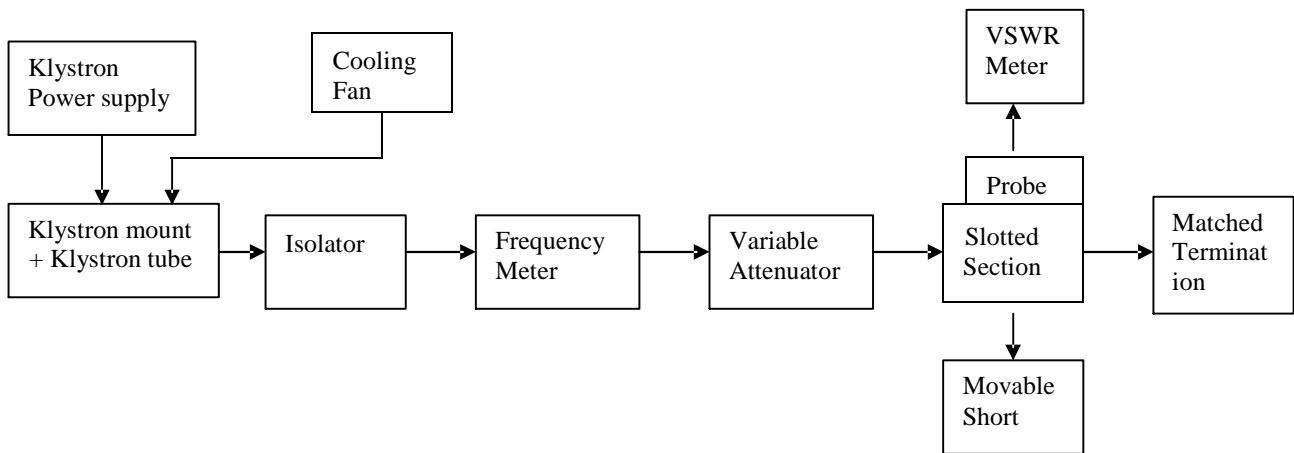 Klystron
Power supply
Cooling
Fan
VSWR
Meter
Klystron mount
+ Klystron tube
Isolator
Frequency
Meter
Variable
Attenuator
Probe
Slotted
Section
Matched
Terminat
ion
Movable
Short